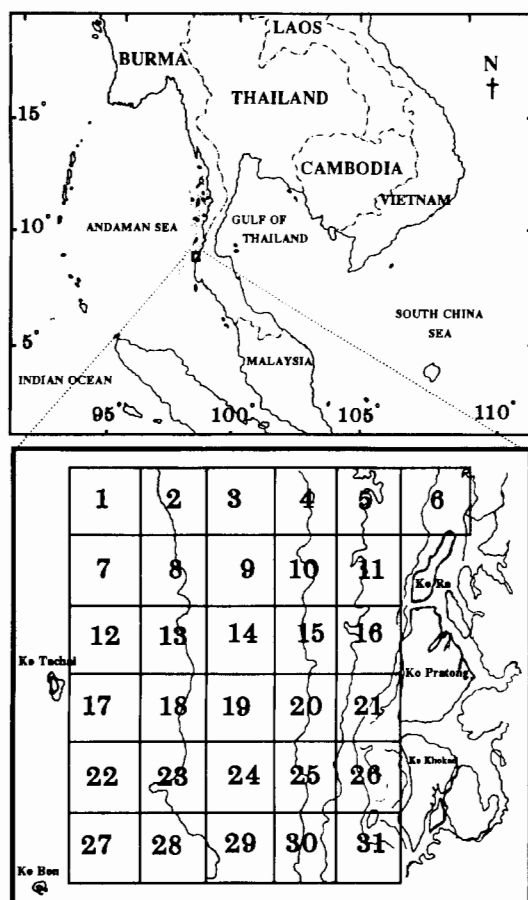 LAOS
BURMA
N
THAILAND
15°
CAMBODIA
VIETNAM
10°
ANDAMAN SEA
GULF OF
THAILAND
SOUTH CHINA
SEA
5°
MALAYSIA
INDIAN OCEAN
95° 100° 105° 110°
1 2 3 4 5 6
7 8 9 10 11
Ko Ra
12 13 14 15 16
Ko Tachai
Ko Pratong
17 18 19 20 21
Ko Khokao
22 23 24 25 26
27 28 29 30 31
Ko Bon